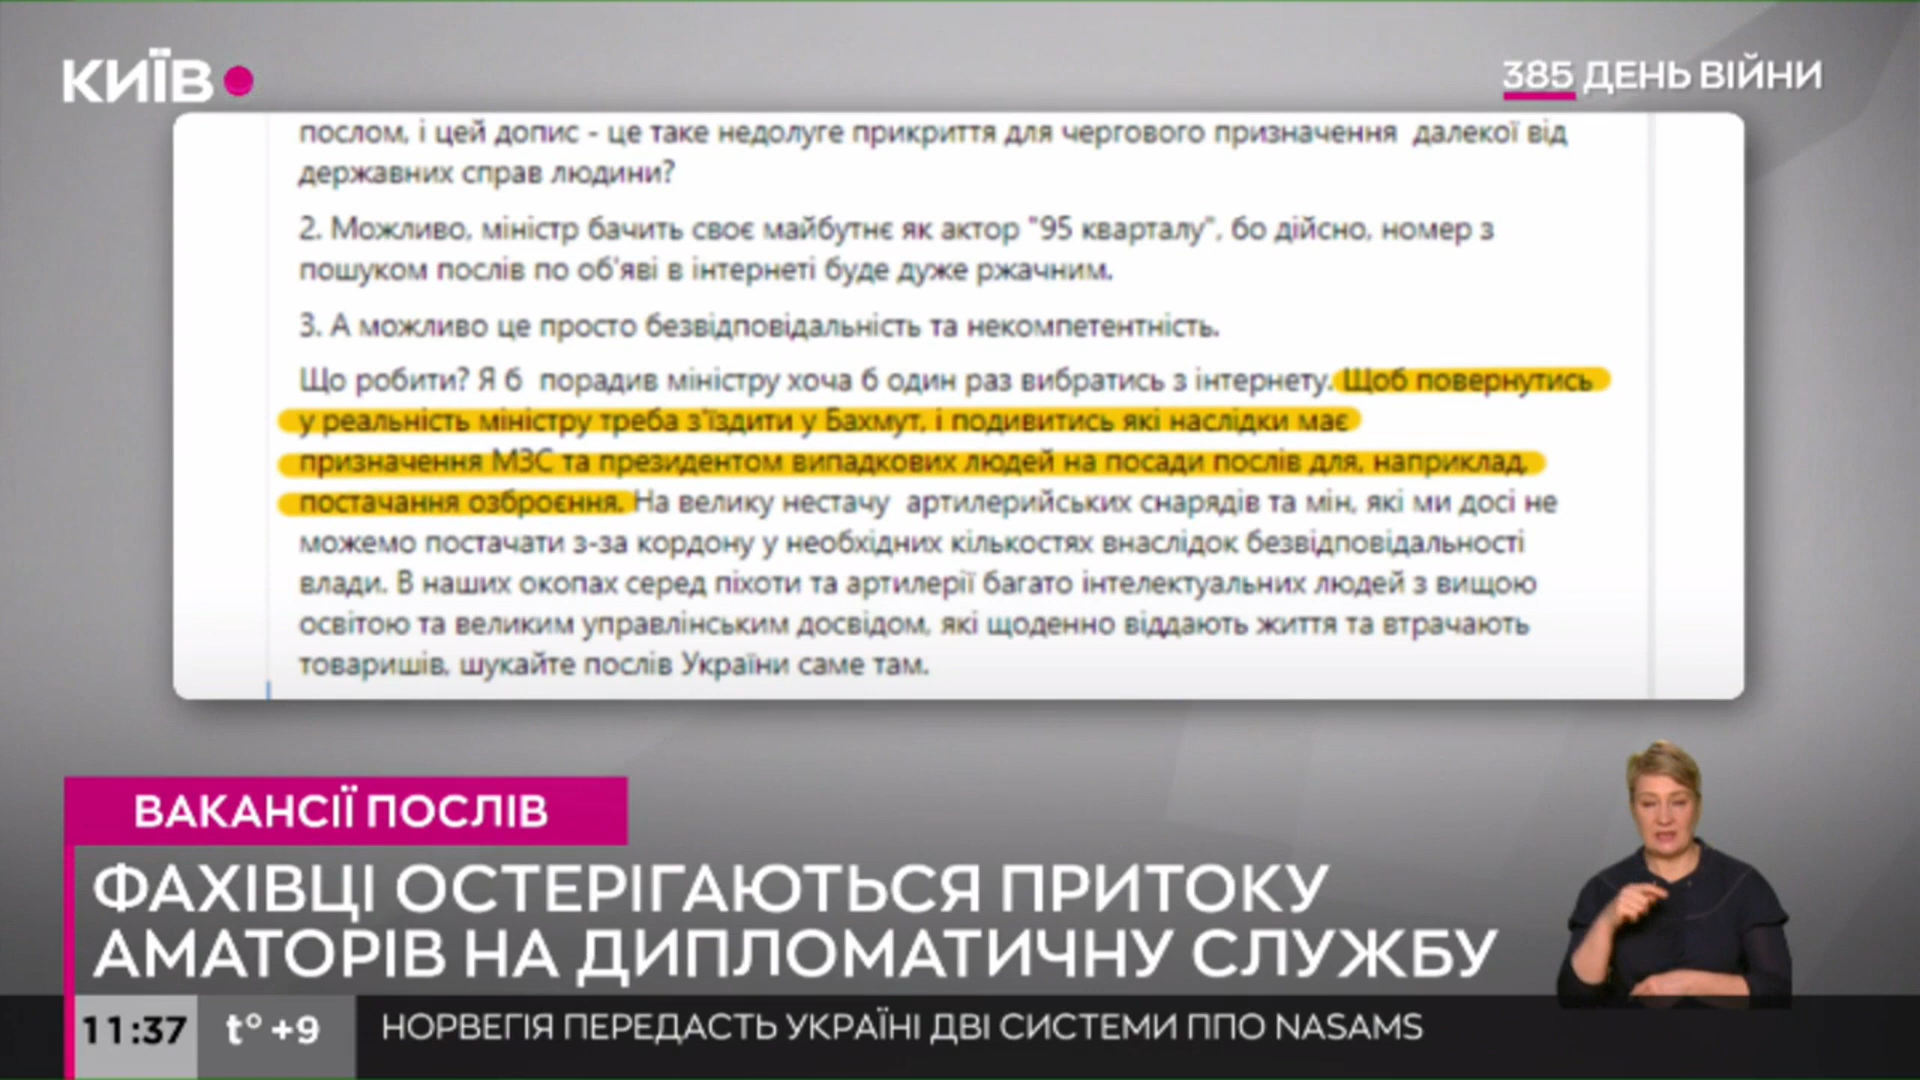 КИЇВ
385 ДЕНЬ ВІЙНИ
послом, і цей допис - це таке недолуге прикриття для чергового призначення далекої від
державних справ людини?
2. Можливо, міністр бачить своє майбутнє як актор "95 кварталу", бо дійсно, номер з
пошуком послів по об'яві в інтернеті буде дуже ржачним.
3. А можливо це просто безвідповідальність та некомпетентність.
Що робити? Я б порадив міністру хоча б один раз вибратись з інтернету. Щоб повернутись
у реальність міністру треба з'їздити у Бахмут, і подивитись які наслідки має
призначення МЗС та президентом випадкових людей на посади послів для, наприклад,
постачання озброєння. На велику нестачу артилерийських снарядів та мін, які ми досі не
можемо постачати з-за кордону у необхідних кількостях внаслідок безвідповідальності
влади. В наших окопах серед піхоти та артилерії багато інтелектуальних людей з вищою
освітою та великим управлінським досвідом, які щоденно віддають життя та втрачають
товаришів, шукайте послів України саме там.
ВАКАНСІЇ ПОСЛІВ
ФАХІВЦІ ОСТЕРІГАЮТЬСЯ ПРИТОКУ
АМАТОРІВ НА ДИПЛОМАТИЧНУ СЛУЖБУ
11:37 t° +9 НОРВЕГІЯ ПЕРЕДАСТЬ УКРАЇНІ ДВІ СИСТЕМИ ППО NASAMS